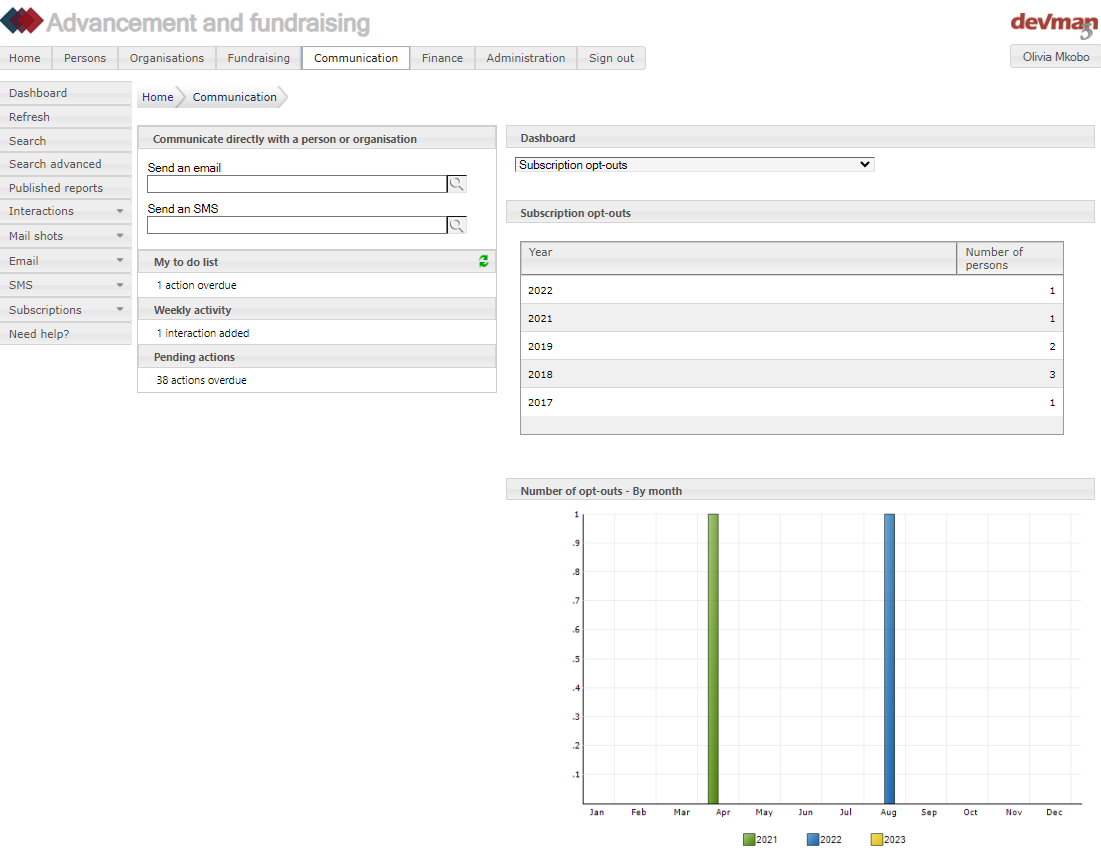 Advancement and fundraising
devman
3
Home
Persons
Organisations
Fundraising
Communication
Finance
Administration
Sign out
Olivia Mkobo
Dashboard
Refresh
Search
Search advanced
Published reports
Interactions
Mail shots
Email
SMS
Subscriptions
Need help?
Home
Communication
Communicate directly with a person or organisation
Send an email
Send an SMS
My to do list
1 action overdue
Weekly activity
1 interaction added
Pending actions
38 actions overdue
Dashboard
Subscription opt-outs
Subscription opt-outs
Year
Number of
persons
2022 1
2021 1
2019 2
2018 3
2017 1
Number of opt-outs - By month
1
.9
.8
.7
.6
.5
.4
.3
.2
.1
Jan Feb Mar Apr May Jun Jul Aug Sep Oct Nov Dec
2021 2022 2023